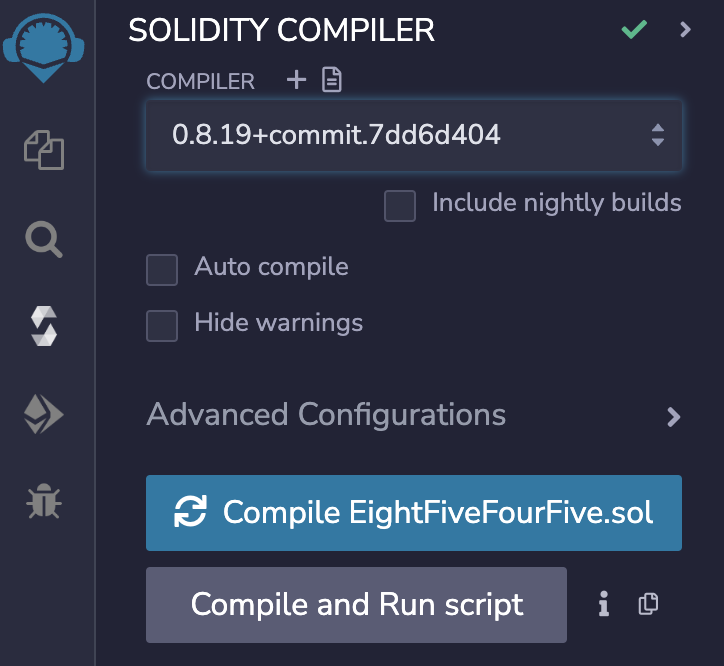 SOLIDITY COMPILER
COMPILER
0.8.19+commit.7dd6d404
Include nightly builds
Auto compile
Hide warnings
Advanced Configurations
Compile EightFiveFourFive.sol
Compile and Run script